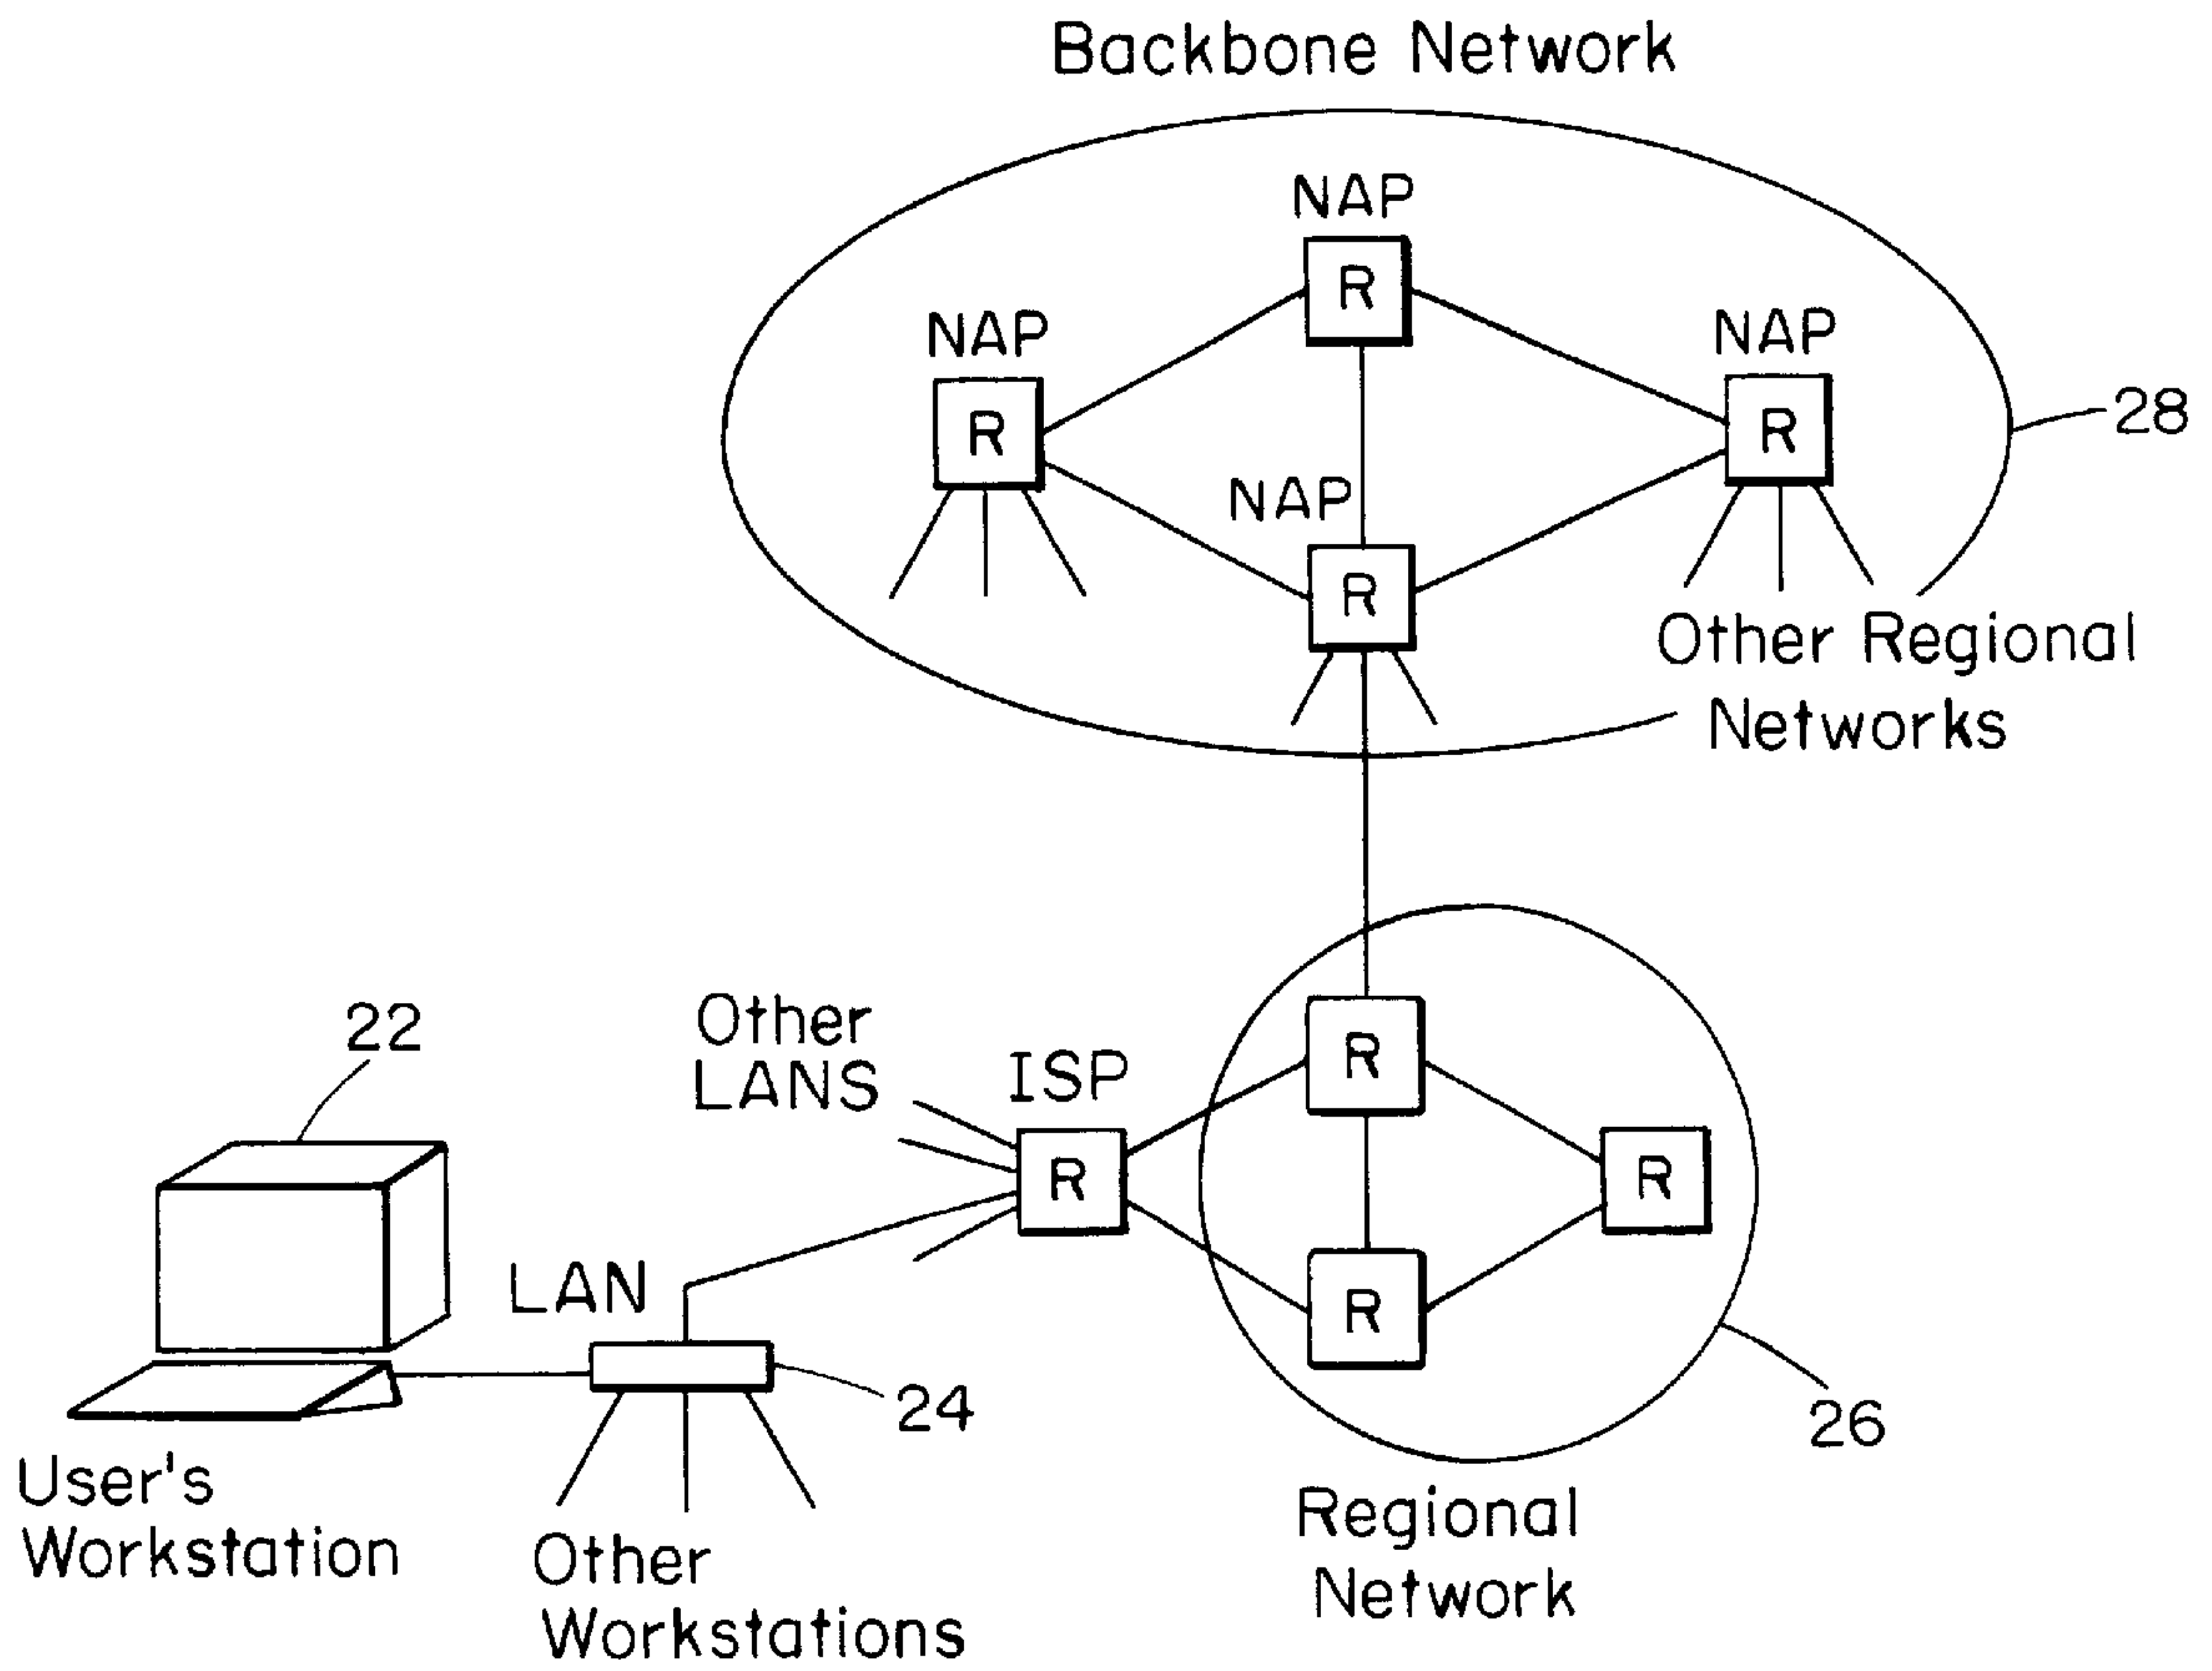 Backbone Network
NAP
R
NAP
NAP
R
R
28
NAP
R
Other Regional
Networks
22
Other
LANS
ISP
R
R
R
LAN
R
24
26
User's
Workstation
Other
Workstations
Regional
Network